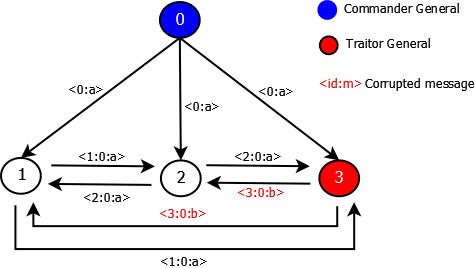 0
Commander General
Traitor General
<id:m> Corrupted message
<0:a>
<0:a>
<0:a>
<1:0:a>
<2:0:a>
1
2
3
<2:0:a>
<3:0:b>
<3:0:b>
<1:0:a>